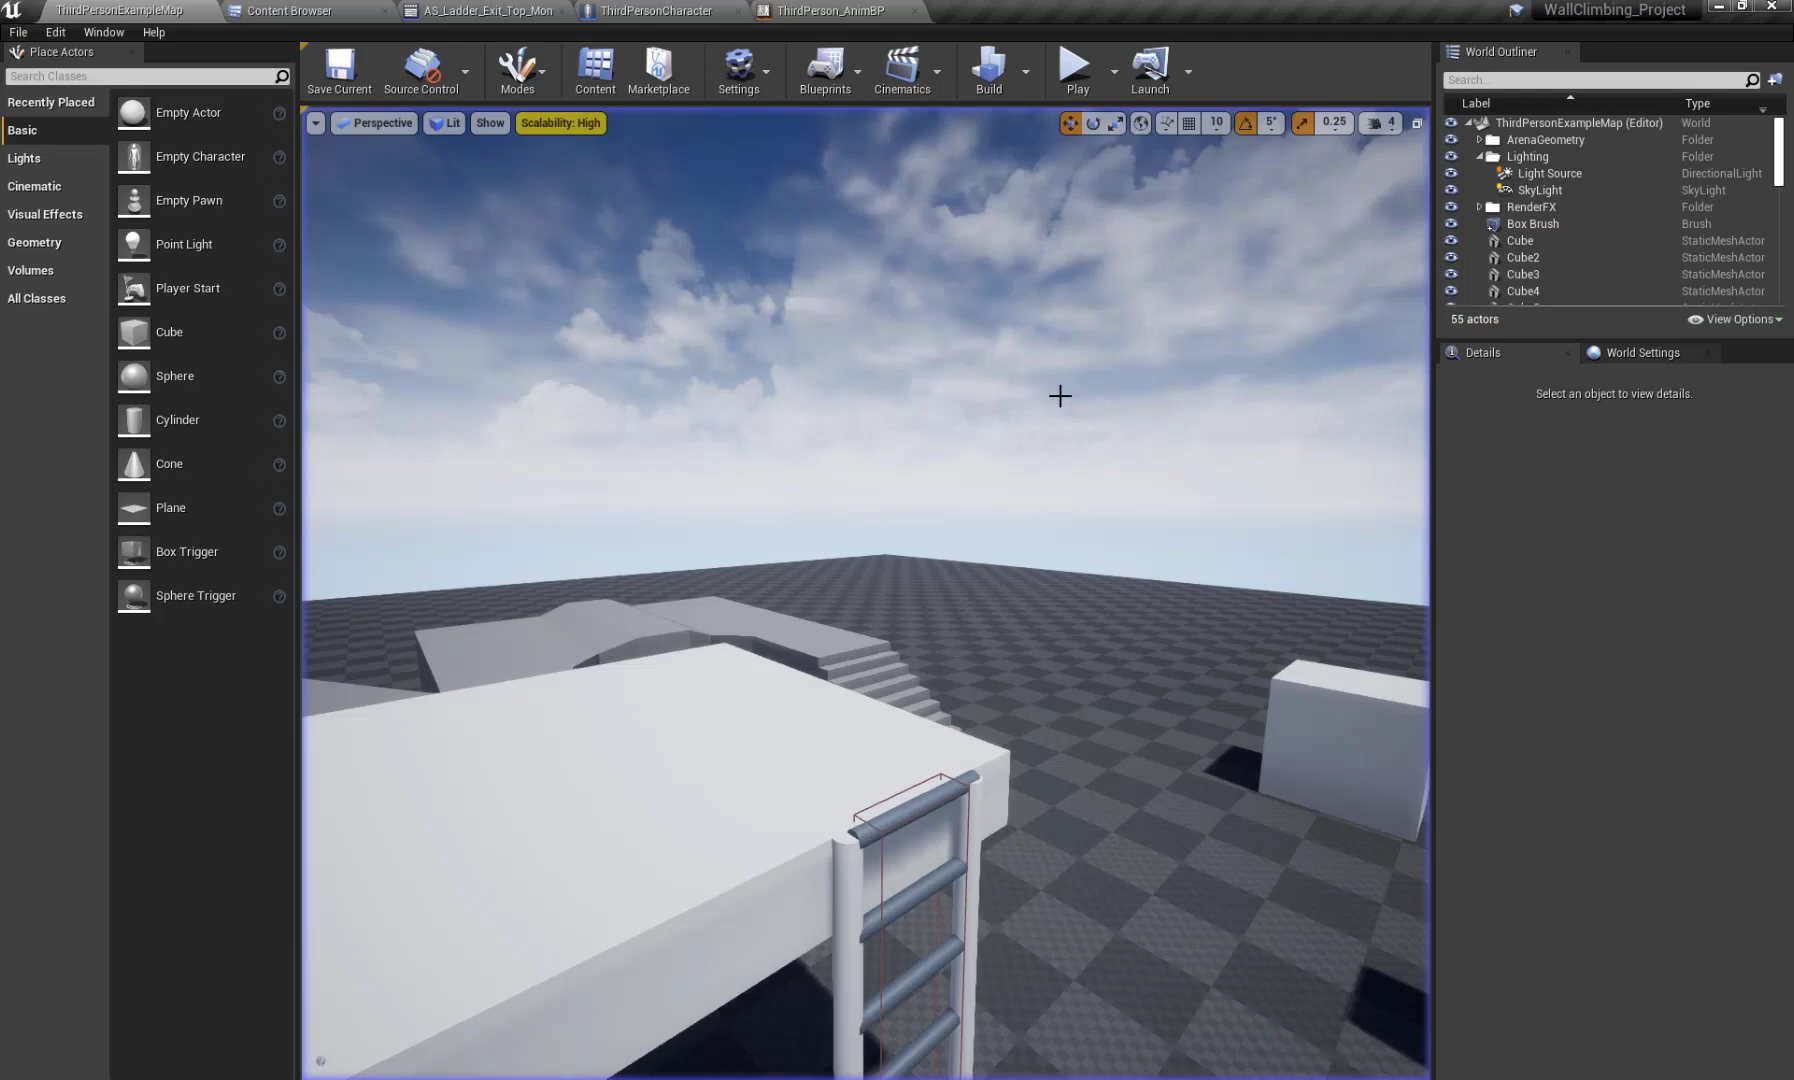 ThirdPersonExampleMap
Content Browser
AS_Ladder_Exit_Top_Mon
ThirdPersonCharacter
ThirdPerson_AnimBP
WallClimbing_Project
File
Edit
Window
Help
Place Actors
Search Classes
Recently Placed
Basic
Lights
Cinematic
Visual Effects
Geometry
Volumes
All Classes
Empty Actor
Empty Character
Empty Pawn
Point Light
Player Start
Cube
Sphere
Cylinder
Cone
Plane
Box Trigger
Sphere Trigger
Save Current
Source Control
Modes
Content
Marketplace
Settings
Blueprints
Cinematics
Build
Play
Launch
Perspective
Lit
Show
Scalability: High
10
5°
0.25
4
World Outliner
Search...
Label
Type
ThirdPersonExampleMap (Editor) World
ArenaGeometry Folder
Lighting Folder
Light Source DirectionalLight
SkyLight SkyLight
RenderFX Folder
Box Brush Brush
Cube StaticMeshActor
Cube2 StaticMeshActor
Cube3 StaticMeshActor
Cube4 StaticMeshActor
55 actors
View Options
Details
World Settings
Select an object to view details.